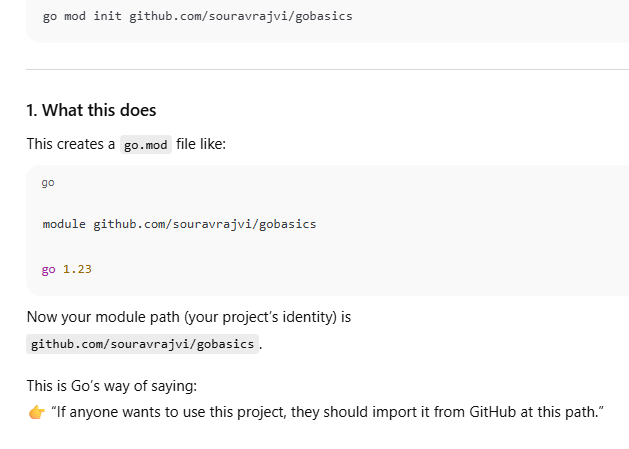 go mod init github.com/souravrajvi/gobasics
1. What this does
This creates a go.mod file like:
go
module github.com/souravrajvi/gobasics
go 1.23
Now your module path (your project’s identity) is
github.com/souravrajvi/gobasics.
This is Go’s way of saying:
👉 “If anyone wants to use this project, they should import it from GitHub at this path.”